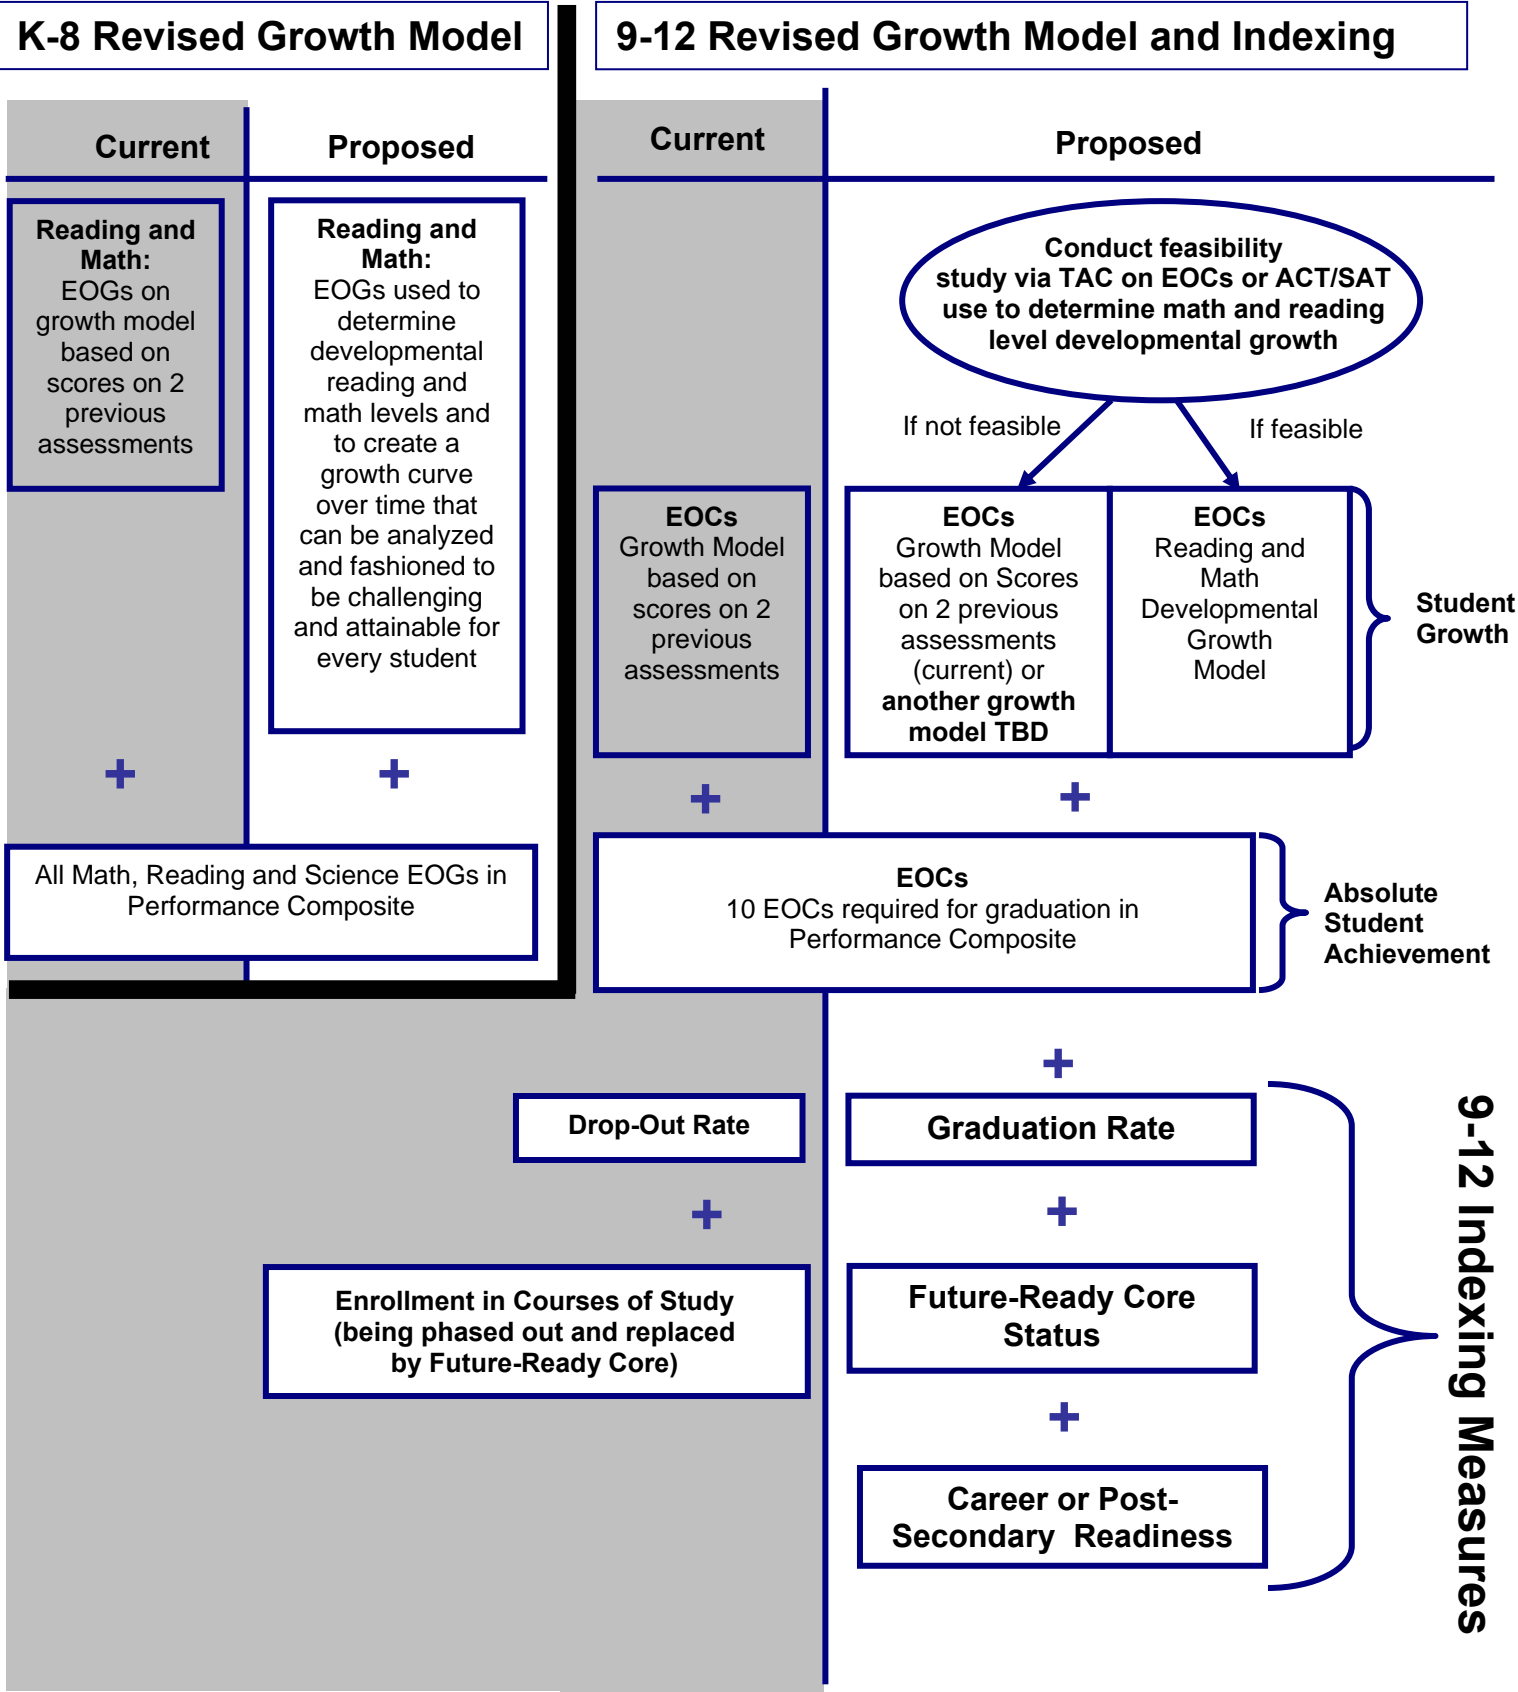 K-8 Revised Growth Model
9-12 Revised Growth Model and Indexing
Current
Proposed
Current
Proposed
Reading and
Math:
EOGs on
growth model
based on
scores on 2
previous
assessments
Reading and
Math:
EOGs used to
determine
developmental
reading and
math levels and
to create a
growth curve
over time that
can be analyzed
and fashioned to
be challenging
and attainable for
every student
+
+
All Math, Reading and Science EOGs in
Performance Composite
Conduct feasibility
study via TAC on EOCs or ACT/SAT
use to determine math and reading
level developmental growth
If not feasible
If feasible
EOCs
Growth Model
based on
scores on 2
previous
assessments
EOCs
Growth Model
based on Scores
on 2 previous
assessments
(current) or
another growth
model TBD
EOCs
Reading and
Math
Developmental
Growth
Model
Student
Growth
+
+
EOCs
10 EOCs required for graduation in
Performance Composite
Absolute
Student
Achievement
+
Drop-Out Rate
Graduation Rate
+
+
Enrollment in Courses of Study
(being phased out and replaced
by Future-Ready Core)
Future-Ready Core
Status
+
Career or Post-
Secondary Readiness
9-12 Indexing Measures